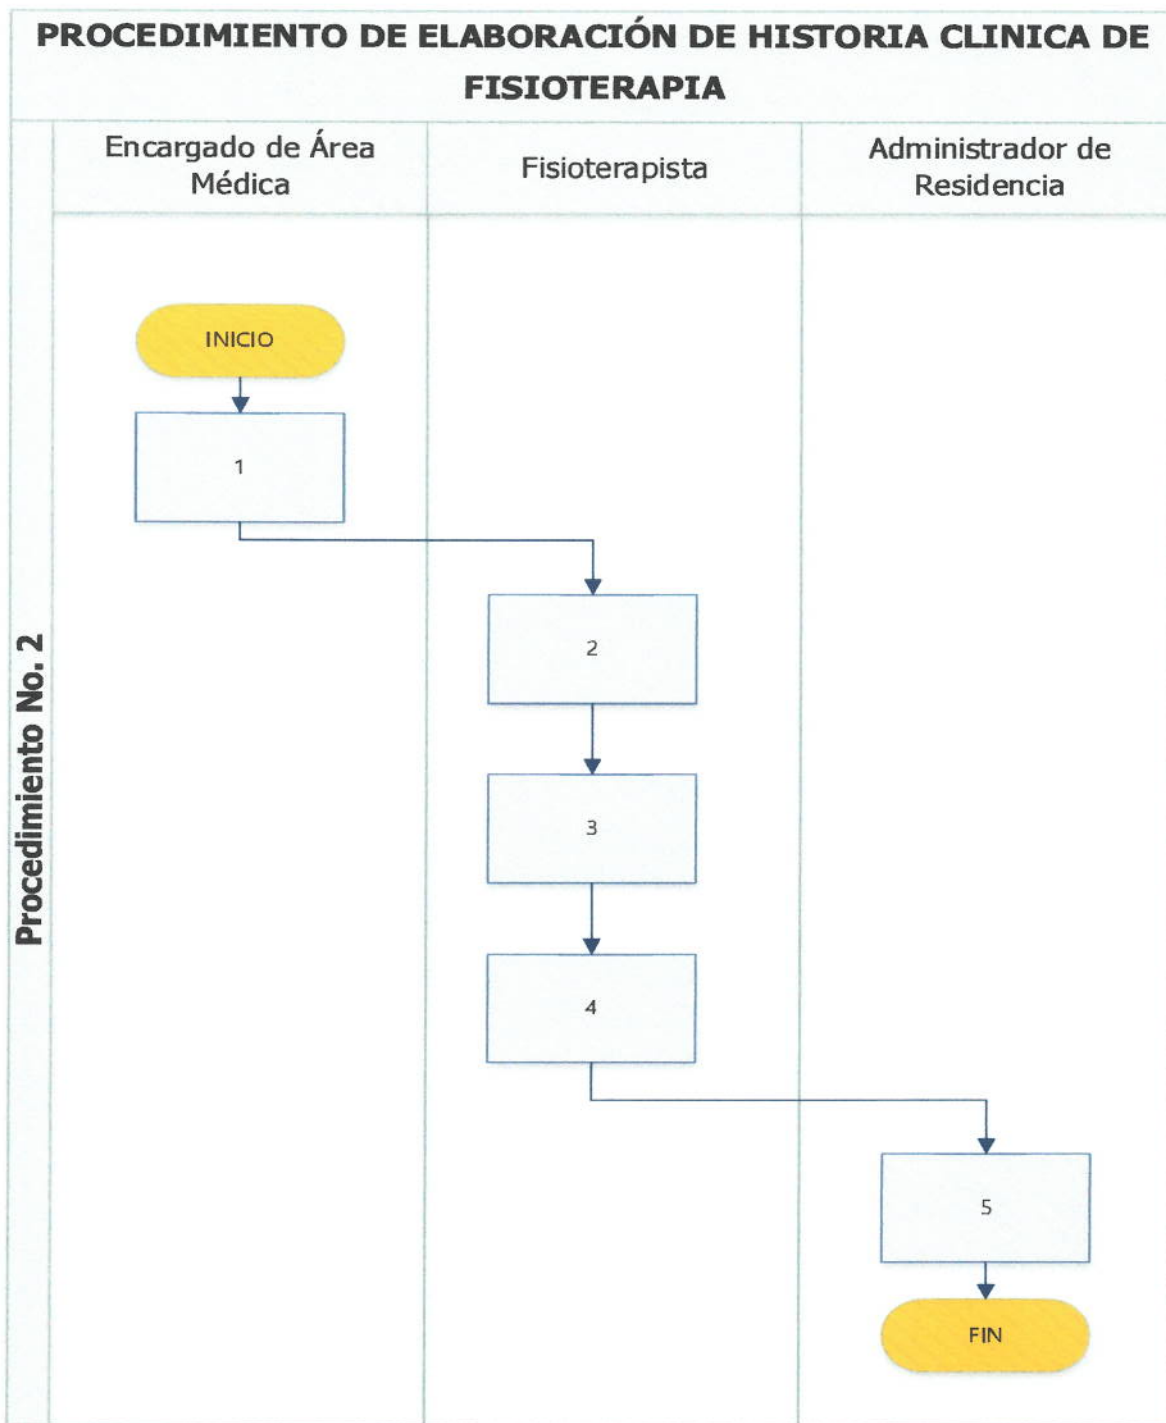 PROCEDIMIENTO DE ELABORACIÓN DE HISTORIA CLINICA DE
FISIOTERAPIA
Encargado de Área
Médica
Fisioterapista
Administrador de
Residencia
Procedimiento No. 2
INICIO
1
2
3
4
5
FIN